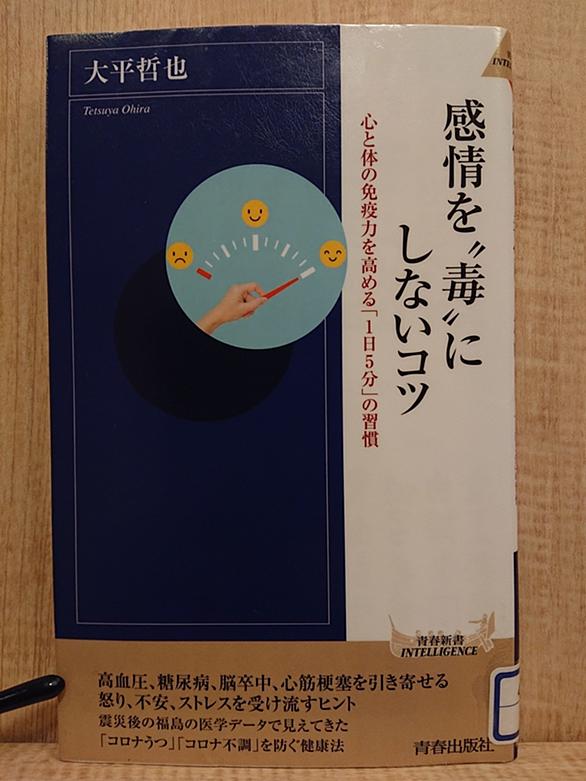 大平哲也
Tetsuya Ohira
感情を〝毒〟に
しないコツ
心と体の免疫力を高める「1日5分」の習慣
青春新書
INTELLIGENCE
高血圧、糖尿病、脳卒中、心筋梗塞を引き寄せる
怒り、不安、ストレスを受け流すヒント
震災後の福島の医学データで見えてきた
「コロナうつ」「コロナ不調」を防ぐ健康法
青春出版社